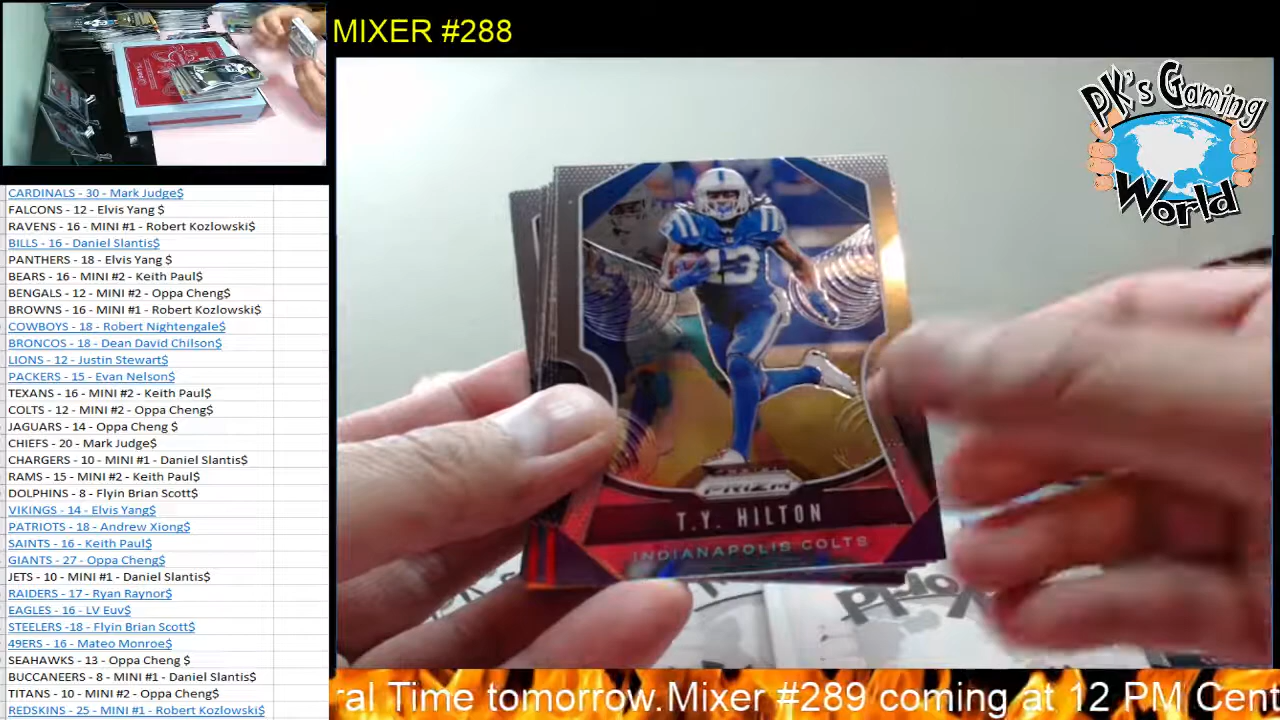 MIXER #288
PK's Gaming
World
CARDINALS - 30 - Mark Judge$
FALCONS - 12 - Elvis Yang $
RAVENS - 16 - MINI #1 - Robert Kozlowski$
BILLS - 16 - Daniel Slantis$
PANTHERS - 18 - Elvis Yang $
BEARS - 16 - MINI #2 - Keith Paul$
BENGALS - 12 - MINI #2 - Oppa Cheng$
BROWNS - 16 - MINI #1 - Robert Kozlowski$
COWBOYS - 18 - Robert Nightengale$
BRONCOS - 18 - Dean David Chilson$
LIONS - 12 - Justin Stewart$
PACKERS - 15 - Evan Nelson$
TEXANS - 16 - MINI #2 - Keith Paul$
COLTS - 12 - MINI #2 - Oppa Cheng$
JAGUARS - 14 - Oppa Cheng $
CHIEFS - 20 - Mark Judge$
CHARGERS - 10 - MINI #1 - Daniel Slantis$
RAMS - 15 - MINI #2 - Keith Paul$
DOLPHINS - 8 - Flyin Brian Scott$
VIKINGS - 14 - Elvis Yang$
PATRIOTS - 18 - Andrew Xiong$
SAINTS - 16 - Keith Paul$
GIANTS - 27 - Oppa Cheng$
JETS - 10 - MINI #1 - Daniel Slantis$
RAIDERS - 17 - Ryan Raynor$
EAGLES - 16 - LV Euv$
STEELERS -18 - Flyin Brian Scott$
49ERS - 16 - Mateo Monroe$
SEAHAWKS - 13 - Oppa Cheng $
BUCCANEERS - 8 - MINI #1 - Daniel Slantis$
TITANS - 10 - MINI #2 - Oppa Cheng$
REDSKINS - 25 - MINI #1 - Robert Kozlowski$
13
PANINI
PRIZM
T.Y. HILTON
INDIANAPOLIS COLTS
World
ral Time tomorrow.Mixer #289 coming at 12 PM Cent